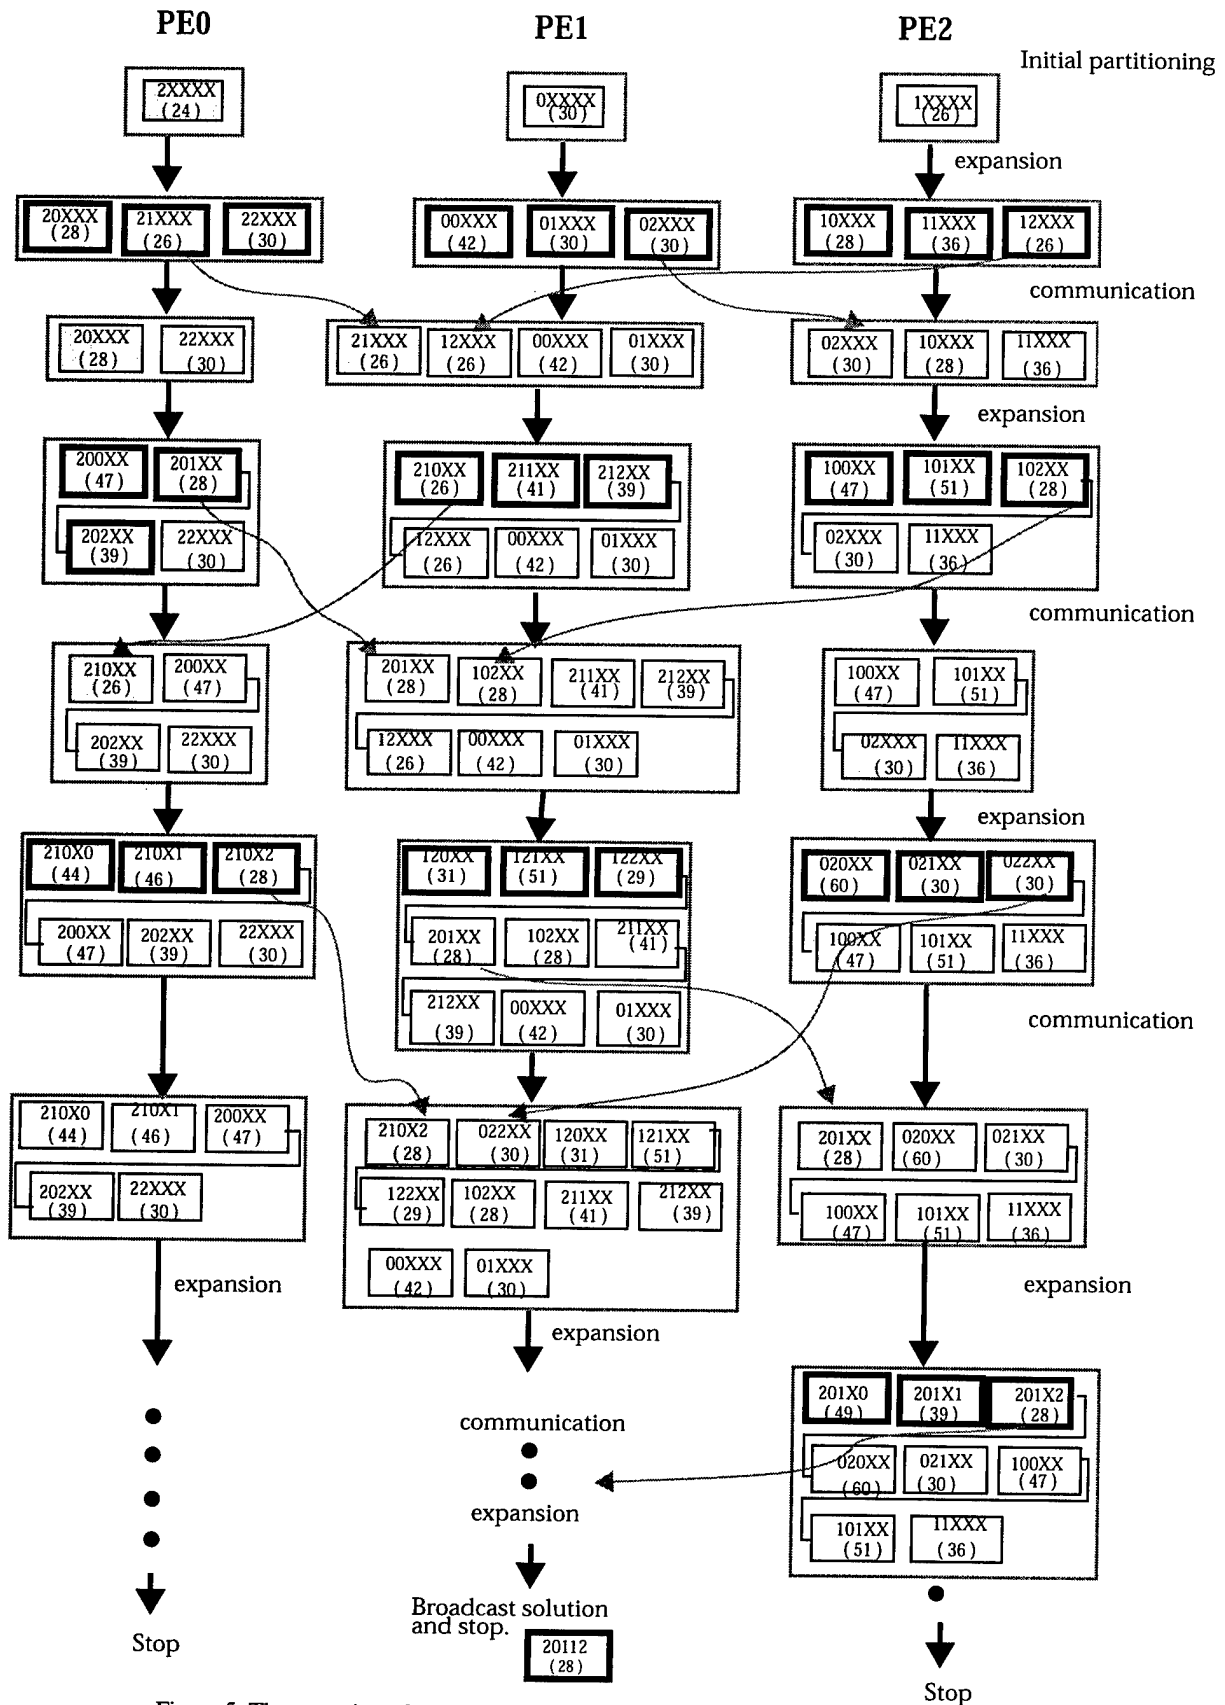 PE0
PE1
PE2
Initial partitioning
2XXXX
(24)
0XXXX
(30)
1XXXX
(26)
expansion
20XXX
(28)
21XXX
(26)
22XXX
(30)
00XXX
(42)
01XXX
(30)
02XXX
(30)
10XXX
(28)
11XXX
(36)
12XXX
(26)
communication
20XXX
(28)
22XXX
(30)
21XXX
(26)
12XXX
(26)
00XXX
(42)
01XXX
(30)
02XXX
(30)
10XXX
(28)
11XXX
(36)
expansion
200XX
(47)
201XX
(28)
202XX
(39)
22XXX
(30)
210XX
(26)
211XX
(41)
212XX
(39)
12XXX
(26)
00XXX
(42)
01XXX
(30)
100XX
(47)
101XX
(51)
102XX
(28)
02XXX
(30)
11XXX
(36)
communication
210XX
(26)
200XX
(47)
202XX
(39)
22XXX
(30)
201XX
(28)
102XX
(28)
211XX
(41)
212XX
(39)
12XXX
(26)
00XXX
(42)
01XXX
(30)
100XX
(47)
101XX
(51)
02XXX
(30)
11XXX
(36)
expansion
210X0
(44)
210X1
(46)
210X2
(28)
200XX
(47)
202XX
(39)
22XXX
(30)
120XX
(31)
121XX
(51)
122XX
(29)
201XX
(28)
102XX
(28)
211XX
(41)
212XX
(39)
00XXX
(42)
01XXX
(30)
020XX
(60)
021XX
(30)
022XX
(30)
100XX
(47)
101XX
(51)
11XXX
(36)
communication
210X0
(44)
210X1
(46)
200XX
(47)
202XX
(39)
22XXX
(30)
210X2
(28)
022XX
(30)
120XX
(31)
121XX
(51)
122XX
(29)
102XX
(28)
211XX
(41)
212XX
(39)
00XXX
(42)
01XXX
(30)
201XX
(28)
020XX
(60)
021XX
(30)
100XX
(47)
101XX
(51)
11XXX
(36)
expansion
expansion
expansion
201X0
(49)
201X1
(39)
201X2
(28)
020XX
(60)
021XX
(30)
100XX
(47)
101XX
(51)
11XXX
(36)
communication
expansion
Broadcast solution
and stop.
20112
(28)
Stop
Stop